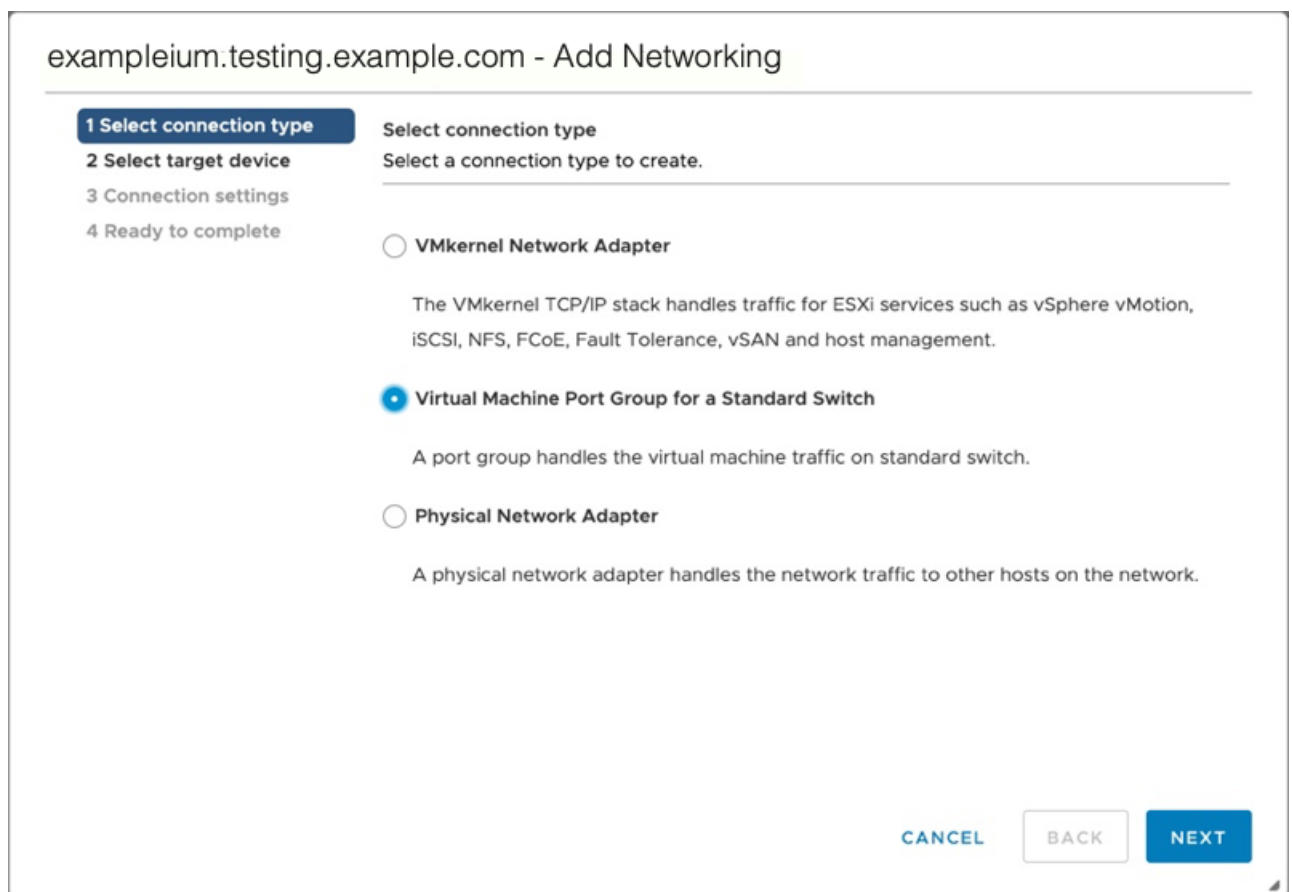 exampleium.testing.example.com - Add Networking
1 Select connection type
2 Select target device
3 Connection settings
4 Ready to complete
Select connection type
Select a connection type to create.
VMkernel Network Adapter
The VMkernel TCP/IP stack handles traffic for ESXi services such as vSphere vMotion,
iSCSI, NFS, FCoE, Fault Tolerance, vSAN and host management.
Virtual Machine Port Group for a Standard Switch
A port group handles the virtual machine traffic on standard switch.
Physical Network Adapter
A physical network adapter handles the network traffic to other hosts on the network.
CANCEL
BACK
NEXT